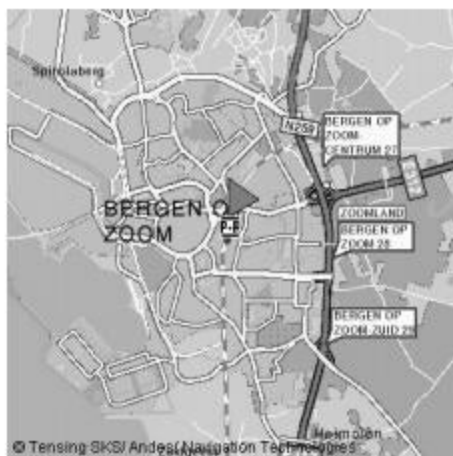 Spinolaberg
N259
BERGEN OP
ZOOM-
CENTRUM 27
BERGEN O
ZOOM
P+R
ZOOMLAND
BERGEN OP
ZOOM 28
BERGEN OP
ZOOM-ZUID 29
Heimolen
© Tensing SKS/ Andes/ Navigation Technologies